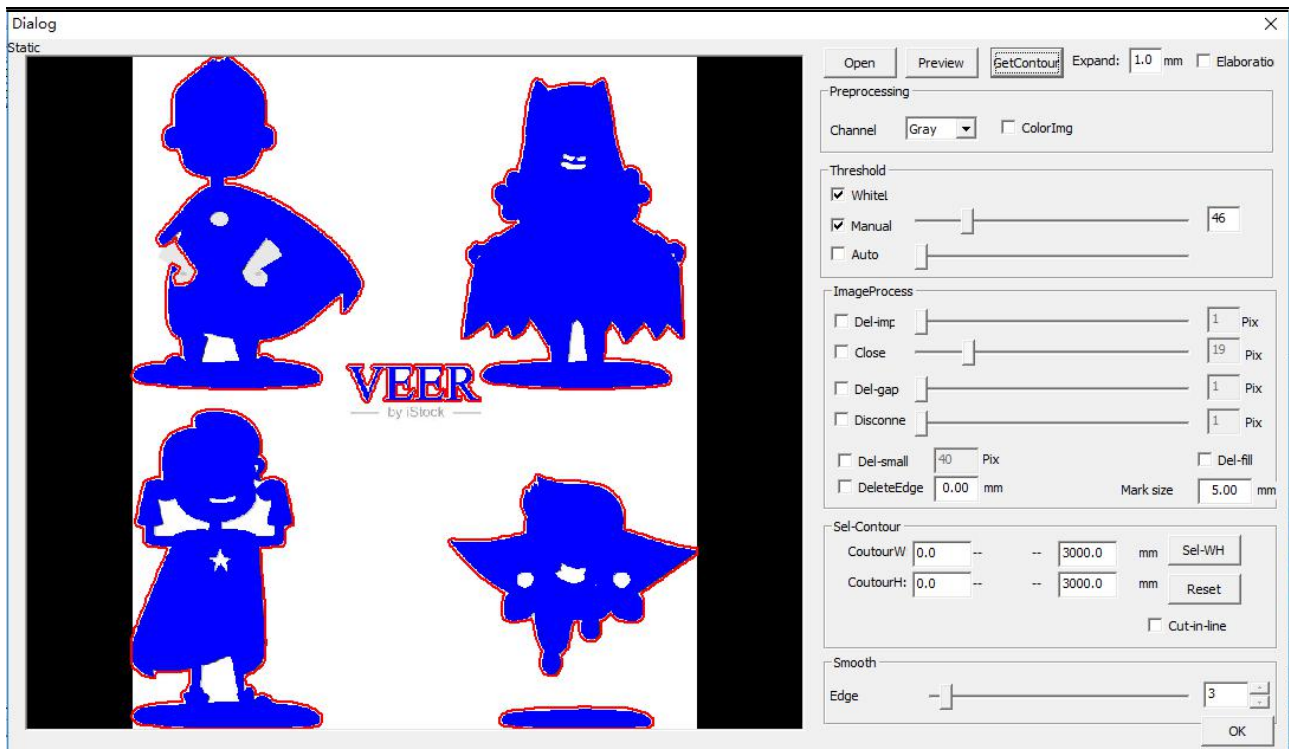 Dialog
Static
Open Preview GetContour Expand: 1.0 mm Elaboratio
Preprocessing
Channel Gray ColorImg
Threshold
Whitel
Manual 46
Auto
ImageProcess
Del-imp 1 Pix
Close 19 Pix
Del-gap 1 Pix
Disconne 1 Pix
Del-small 40 Pix Del-fill
DeleteEdge 0.00 mm Mark size 5.00 mm
Sel-Contour
CoutourW 0.0 -- -- 3000.0 mm Sel-WH
CoutourH: 0.0 -- -- 3000.0 mm Reset
Cut-in-line
Smooth
Edge 3
OK
VEER
by iStock